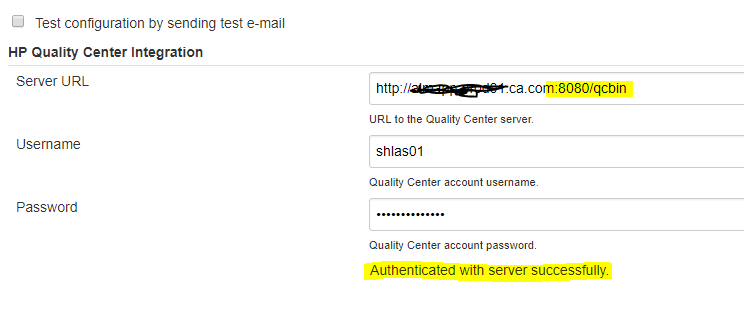 Test configuration by sending test e-mail
HP Quality Center Integration
Server URL
http:// .ca.com:8080/qcbin
URL to the Quality Center server.
Username
shlas01
Quality Center account username.
Password
••••••••••••••
Quality Center account password.
Authenticated with server successfully.